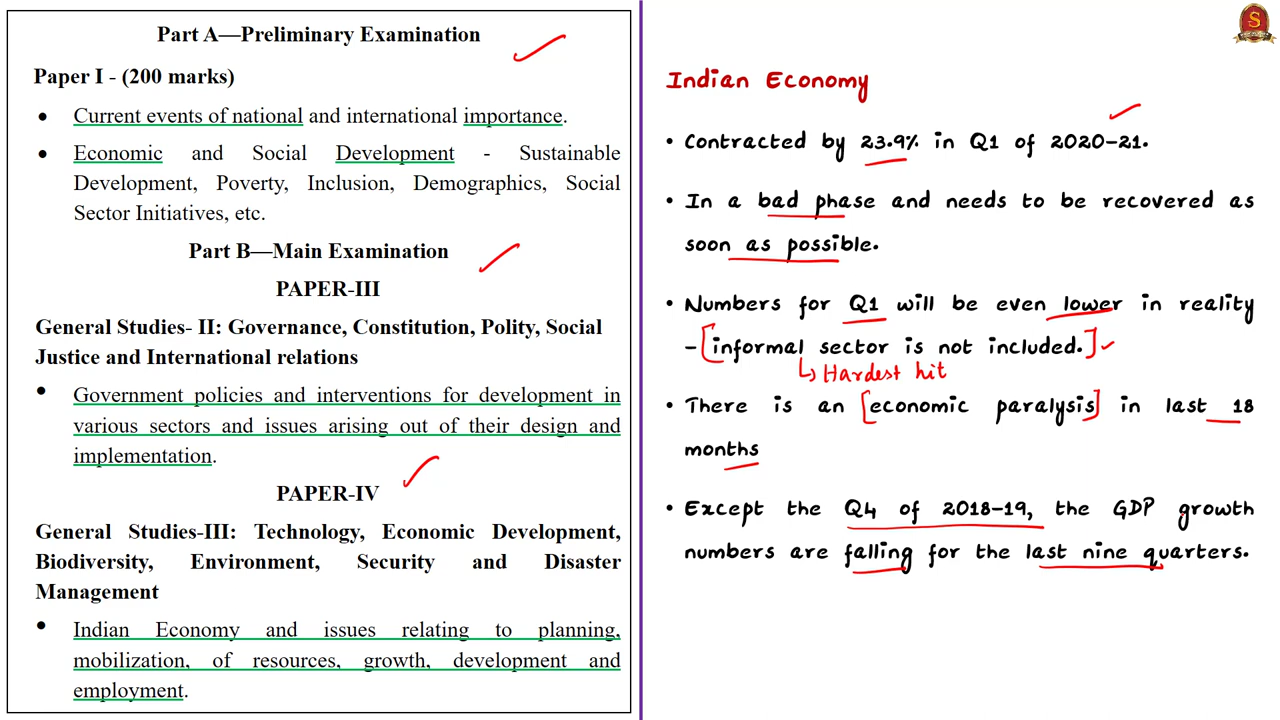 Part A—Preliminary Examination
Paper I - (200 marks)
• Current events of national and international importance.
• Economic and Social Development - Sustainable
Development, Poverty, Inclusion, Demographics, Social
Sector Initiatives, etc.
Part B—Main Examination
PAPER-III
General Studies- II: Governance, Constitution, Polity, Social
Justice and International relations
• Government policies and interventions for development in
various sectors and issues arising out of their design and
implementation.
PAPER-IV
General Studies-III: Technology, Economic Development,
Biodiversity, Environment, Security and Disaster
Management
• Indian Economy and issues relating to planning,
mobilization, of resources, growth, development and
employment.
S
Indian Economy
• Contracted by 23.9% in Q1 of 2020-21.
• In a bad phase and needs to be recovered as
soon as possible.
• Numbers for Q1 will be even lower in reality
- [informal sector is not included.]
Hardest hit
• There is an [economic paralysis] in last 18
months
• Except the Q4 of 2018-19, the GDP growth
numbers are falling for the last nine quarters.